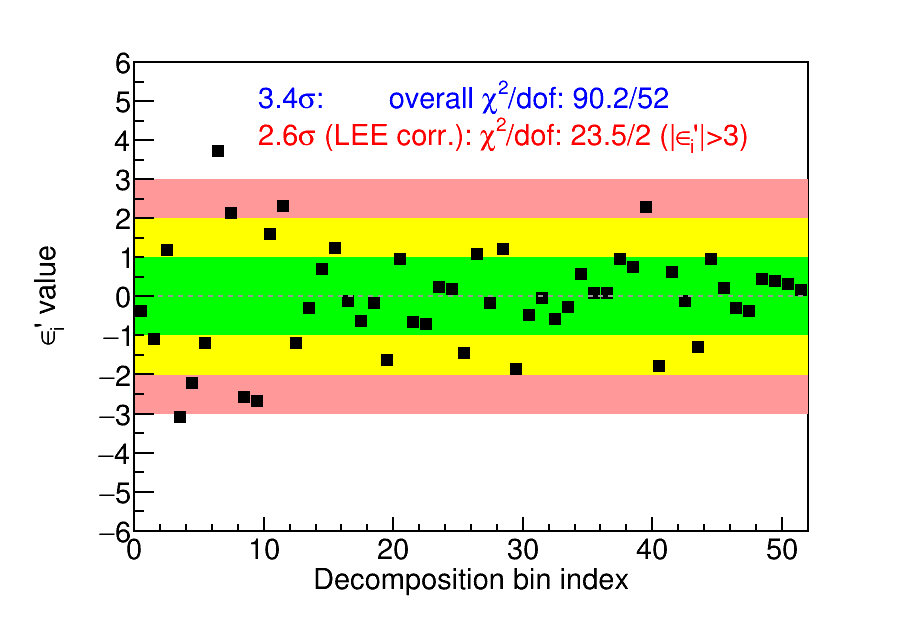 3.4σ: overall χ²/dof: 90.2/52
2.6σ (LEE corr.): χ²/dof: 23.5/2 (|ϵᵢ'|>3)
6
5
4
3
2
1
0
−1
−2
−3
−4
−5
−6
ϵᵢ' value
0 10 20 30 40 50
Decomposition bin index